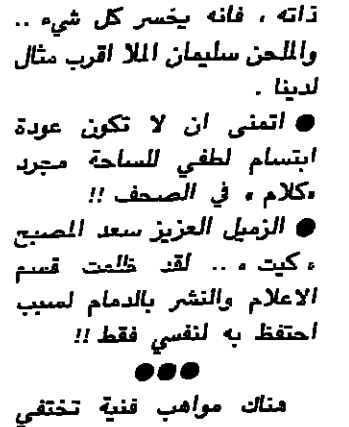 ذاته ، فانه يخسر كل شيء ..
والملحن سليمان الملا اقرب مثال
لدينا .
● اتمنى ان لا تكون عودة
ابتسام لطفي للساحة مجرد
«كلام» في الصحف !!
● الزميل العزيز سعد المصبح
«كيت» .. لقد ظلمت قسم
الاعلام والنشر بالدمام لسبب
احتفظ به لنفسي فقط !!
●●●
هناك مواهب فنية تختفي